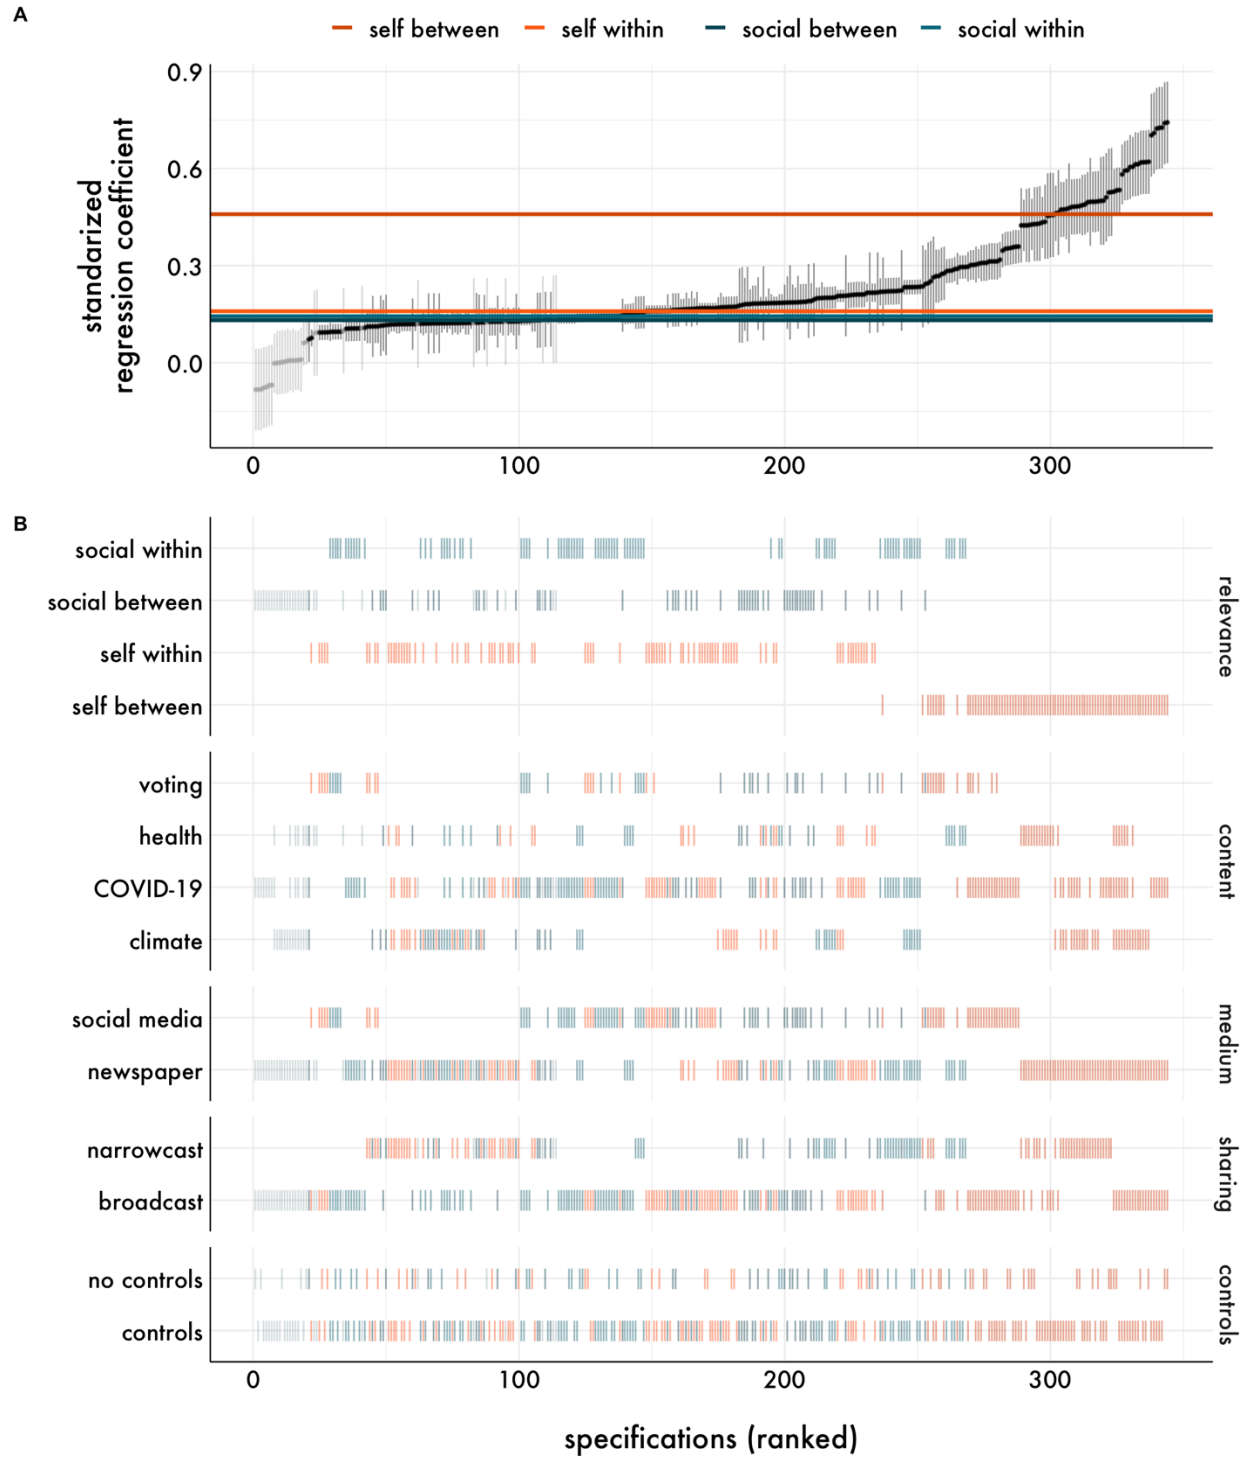 A
self between self within social between social within
standarized
regression coefficient
0.9
0.6
0.3
0.0
0 100 200 300
B
social within
social between
self within
self between
relevance
voting
health
COVID-19
climate
content
social media
newspaper
medium
narrowcast
broadcast
sharing
no controls
controls
controls
0 100 200 300
specifications (ranked)